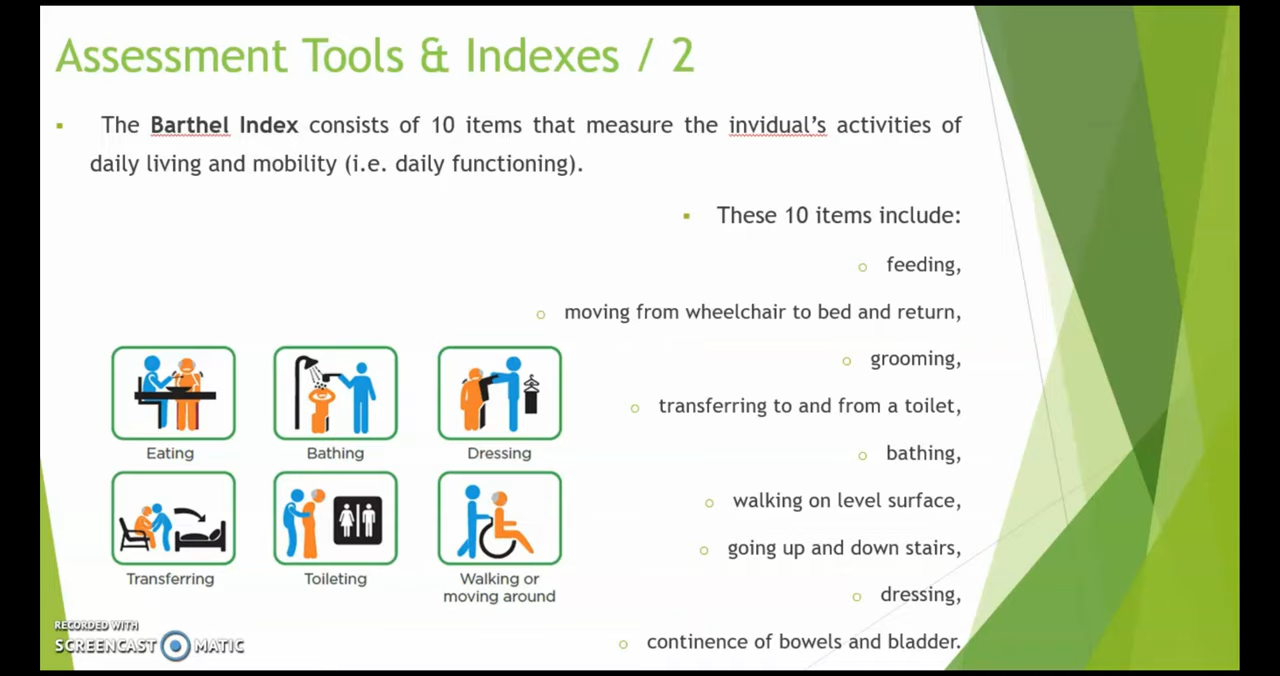 Assessment Tools & Indexes / 2
▪ The Barthel Index consists of 10 items that measure the invidual's activities of
daily living and mobility (i.e. daily functioning).
▪ These 10 items include:
o feeding,
o moving from wheelchair to bed and return,
o grooming,
o transferring to and from a toilet,
o bathing,
o walking on level surface,
o going up and down stairs,
o dressing,
o continence of bowels and bladder.
Eating
Bathing
Dressing
Transferring
Toileting
Walking or
moving around
RECORDED WITH
SCREENCAST MATIC